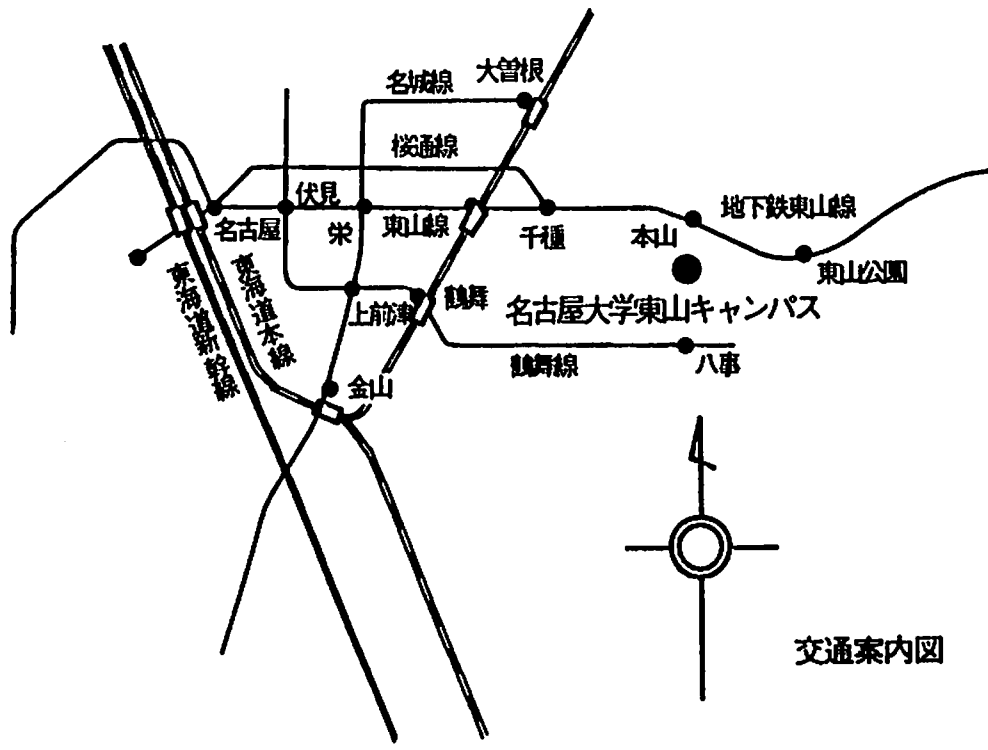 大曽根
名城線
桜通線
伏見
名古屋
栄
東山線
千種
本山
地下鉄東山線
東山公園
東海道新幹線
東海道本線
上前津
鶴舞
名古屋大学東山キャンパス
鶴舞線
八事
金山
交通案内図